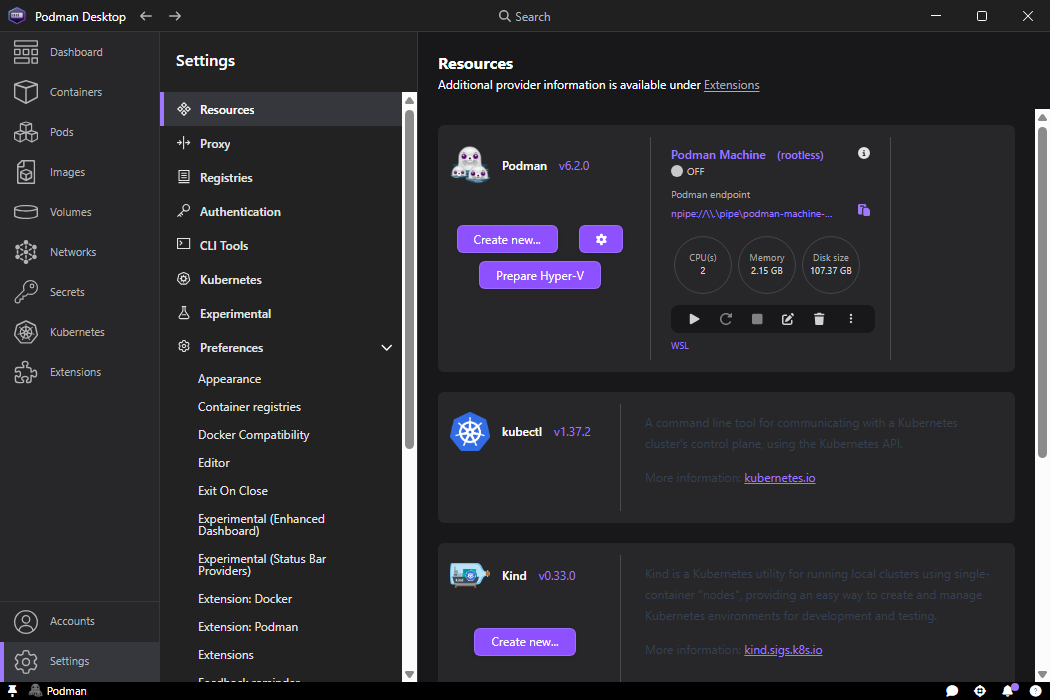 Podman Desktop
Search
Dashboard
Containers
Pods
Images
Volumes
Networks
Secrets
Kubernetes
Extensions
Accounts
Settings
Settings
Resources
Proxy
Registries
Authentication
CLI Tools
Kubernetes
Experimental
Preferences
Appearance
Container registries
Docker Compatibility
Editor
Exit On Close
Experimental (Enhanced
Dashboard)
Experimental (Status Bar
Providers)
Extension: Docker
Extension: Podman
Extensions
Feedback reminder
Resources
Additional provider information is available under Extensions
Podman v6.2.0
Create new...
Prepare Hyper-V
Podman Machine (rootless)
OFF
Podman endpoint
npipe://\\.\pipe\podman-machine-...
CPU(s)
2
Memory
2.15 GB
Disk size
107.37 GB
WSL
kubectl v1.37.2
A command line tool for communicating with a Kubernetes
cluster's control plane, using the Kubernetes API.
More information: kubernetes.io
Kind v0.33.0
Create new...
Kind is a Kubernetes utility for running local clusters using single-
container "nodes", providing an easy way to create and manage
Kubernetes environments for development and testing.
More information: kind.sigs.k8s.io
Podman